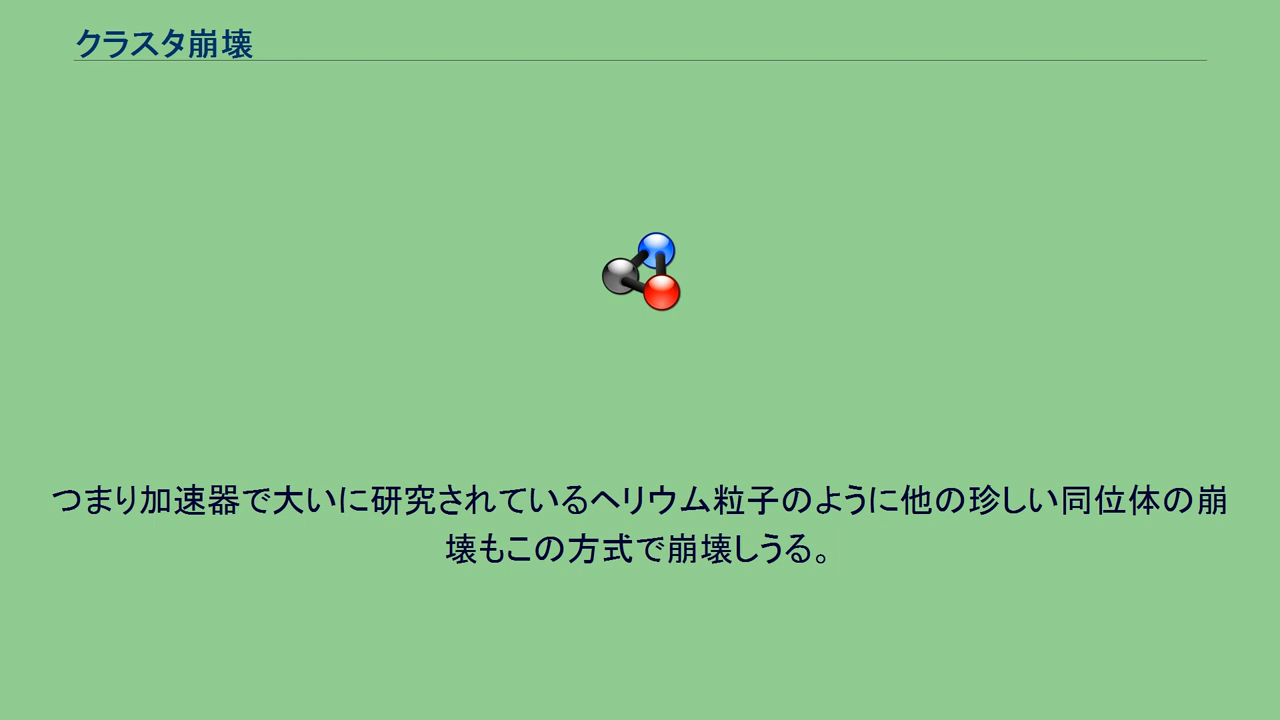 クラスタ崩壊
つまり加速器で大いに研究されているヘリウム粒子のように他の珍しい同位体の崩
壊もこの方式で崩壊しうる。